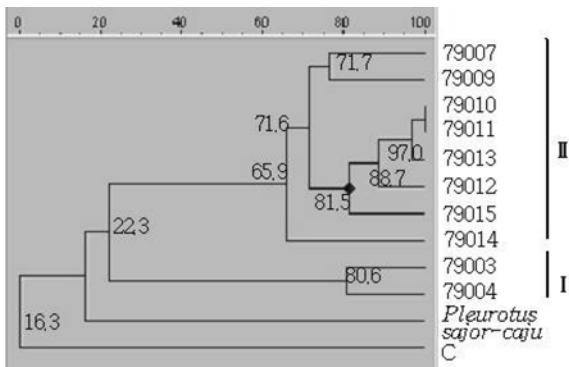 0 20 40 60 80 100
71.7 79007
79009
79010
71.6 79011
97.0 79013 II
65.9 88.7 79012
81.5 79015
22.3 79014
80.6 79003
79004 I
16.3 Pleurotus
sajor-caju
C